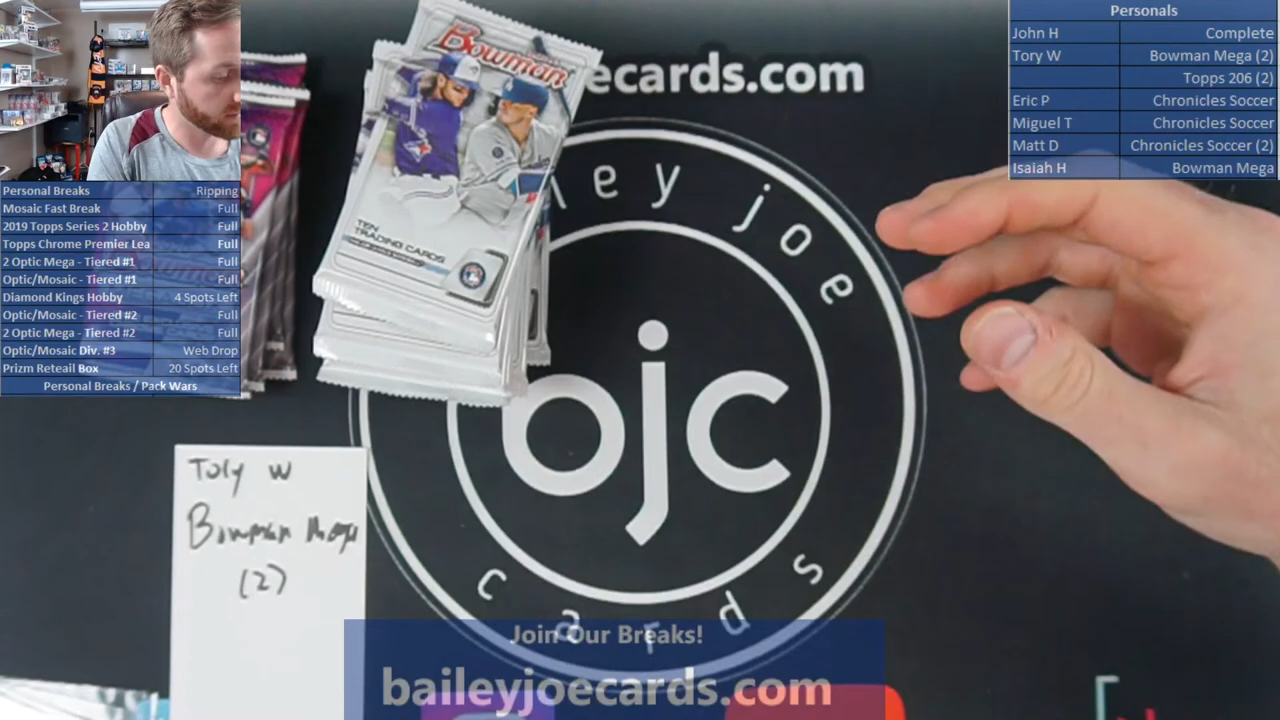 Personal Breaks Ripping
Mosaic Fast Break Full
2019 Topps Series 2 Hobby Full
Topps Chrome Premier Lea Full
2 Optic Mega - Tiered #1 Full
Optic/Mosaic - Tiered #1 Full
Diamond Kings Hobby 4 Spots Left
Optic/Mosaic - Tiered #2 Full
2 Optic Mega - Tiered #2 Full
Optic/Mosaic Div. #3 Web Drop
Prizm Reteail Box 20 Spots Left
Personal Breaks / Pack Wars
Bowman
TEN
TRADING CARDS
ecards.com
ley joe
ojc
cards
Personals
John H Complete
Tory W Bowman Mega (2)
Topps 206 (2)
Eric P Chronicles Soccer
Miguel T Chronicles Soccer
Matt D Chronicles Soccer (2)
Isaiah H Bowman Mega
Tory W
Bowman Mega
(2)
Join Our Breaks!
baileyjoecards.com